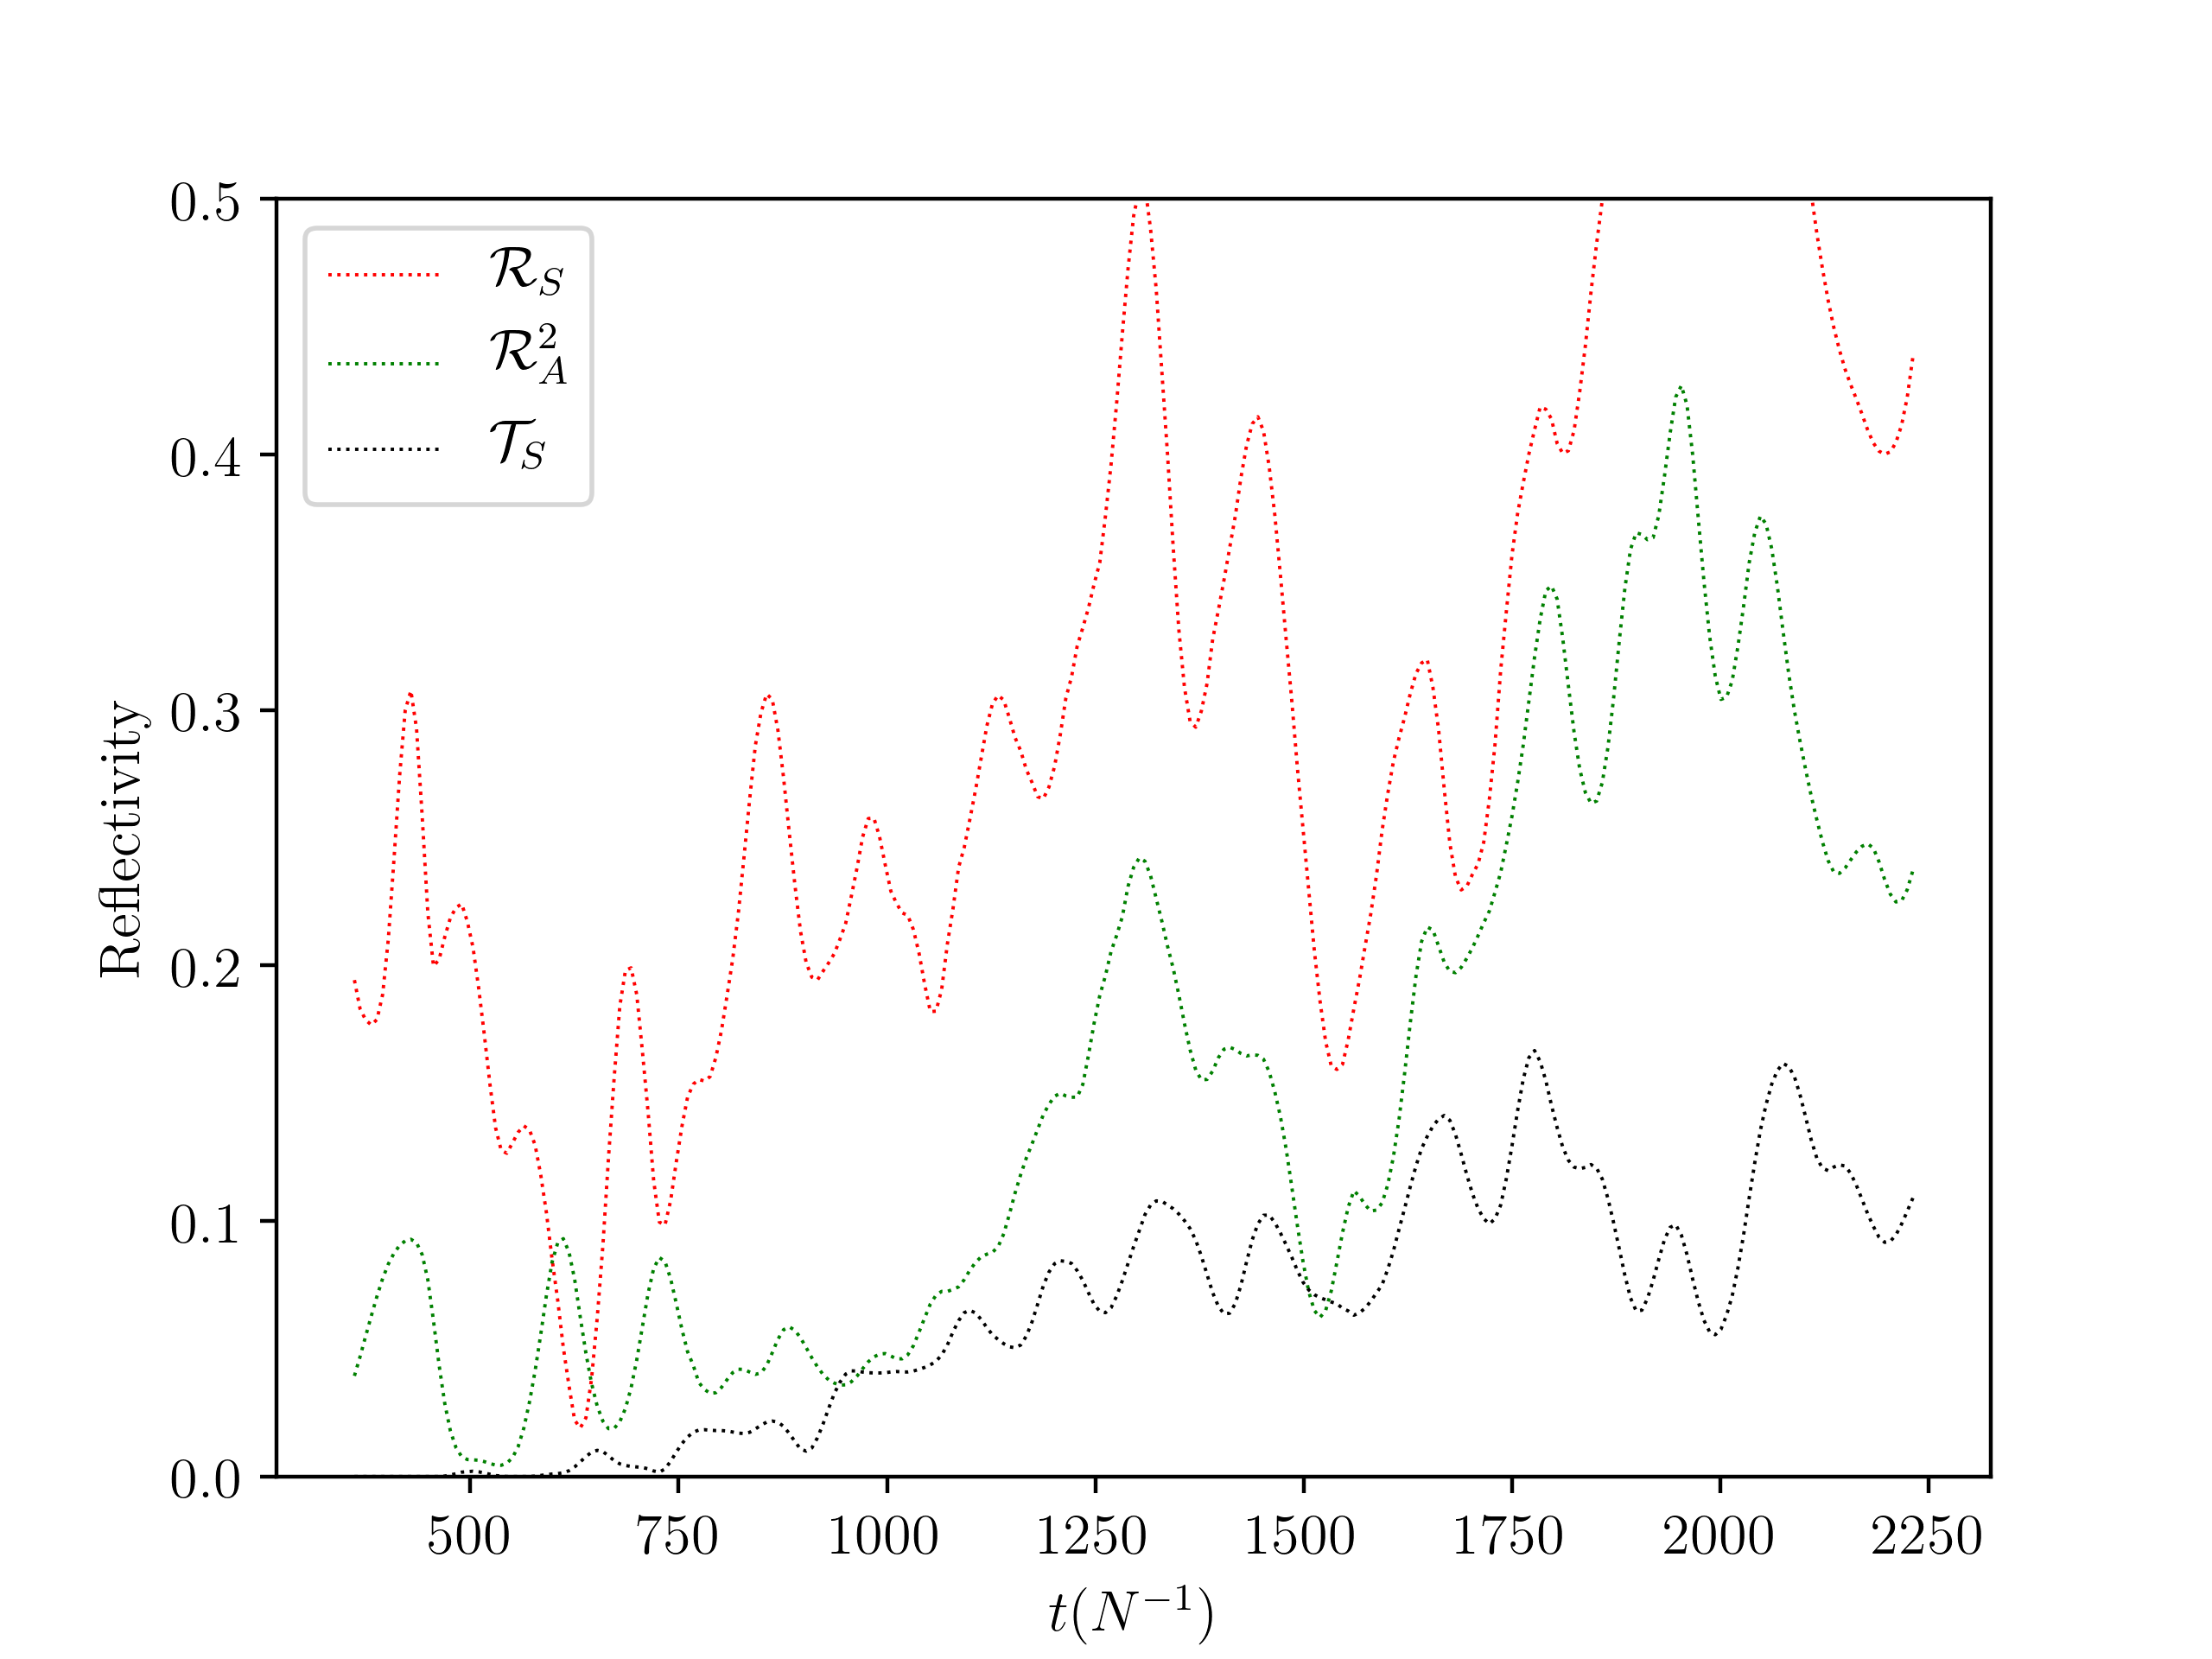 0.5
0.4
0.3
0.2
0.1
0.0
Reflectivity
$\mathcal{R}_S$
$\mathcal{R}_A^2$
$\mathcal{T}_S$
500 750 1000 1250 1500 1750 2000 2250
$t(N^{-1})$